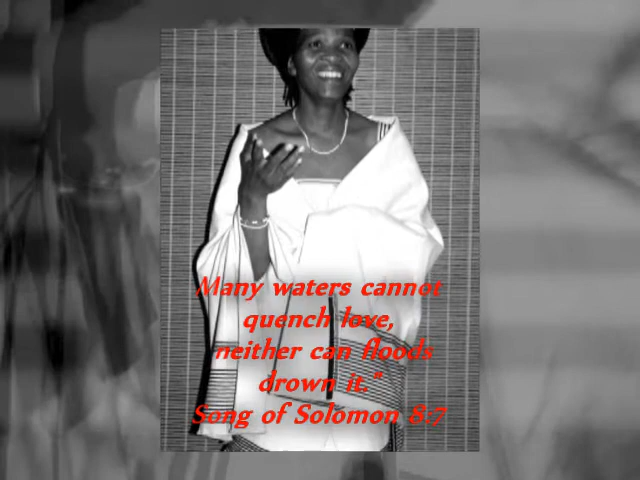 Many waters cannot
quench love,
neither can floods
drown it."
Song of Solomon 8:7